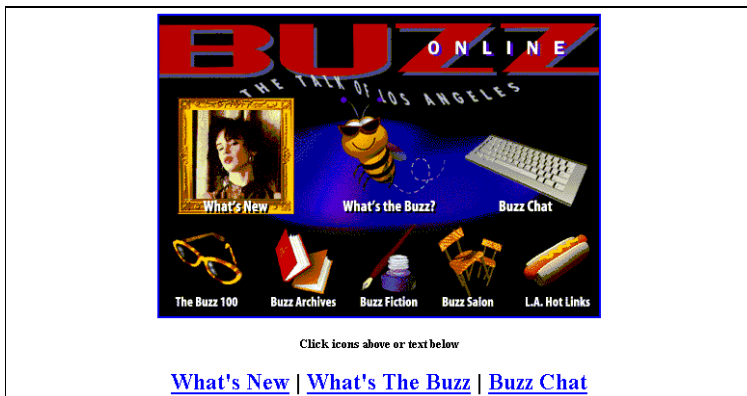 BUZZ
ONLINE
THE TALK OF LOS ANGELES
What's New
What's the Buzz?
Buzz Chat
The Buzz 100
Buzz Archives
Buzz Fiction
Buzz Salon
L.A. Hot Links
Click icons above or text below
What's New | What's The Buzz | Buzz Chat